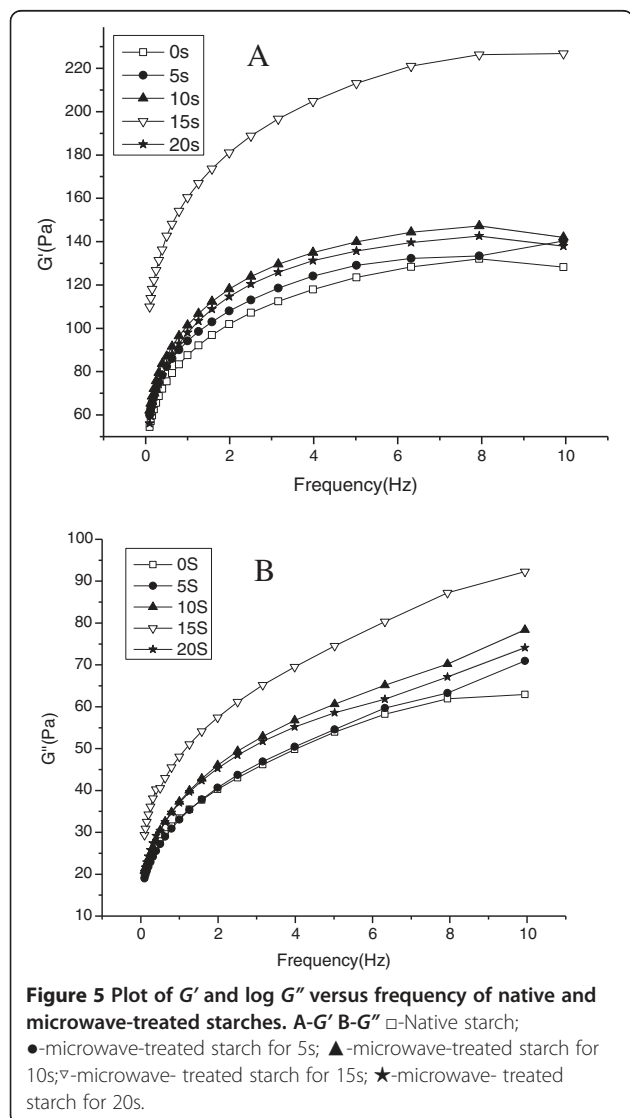 A
0s
5s
10s
15s
20s
220
200
180
160
140
120
100
80
60
G'(Pa)
0 2 4 6 8 10
Frequency(Hz)
B
0S
5S
10S
15S
20S
100
90
80
70
60
50
40
30
20
10
G"(Pa)
0 2 4 6 8 10
Frequency(Hz)
Figure 5 Plot of G′ and log G″ versus frequency of native and
microwave-treated starches. A-G′ B-G″ □-Native starch;
●-microwave-treated starch for 5s; ▲-microwave-treated starch for
10s;▿-microwave- treated starch for 15s; ★-microwave- treated
starch for 20s.